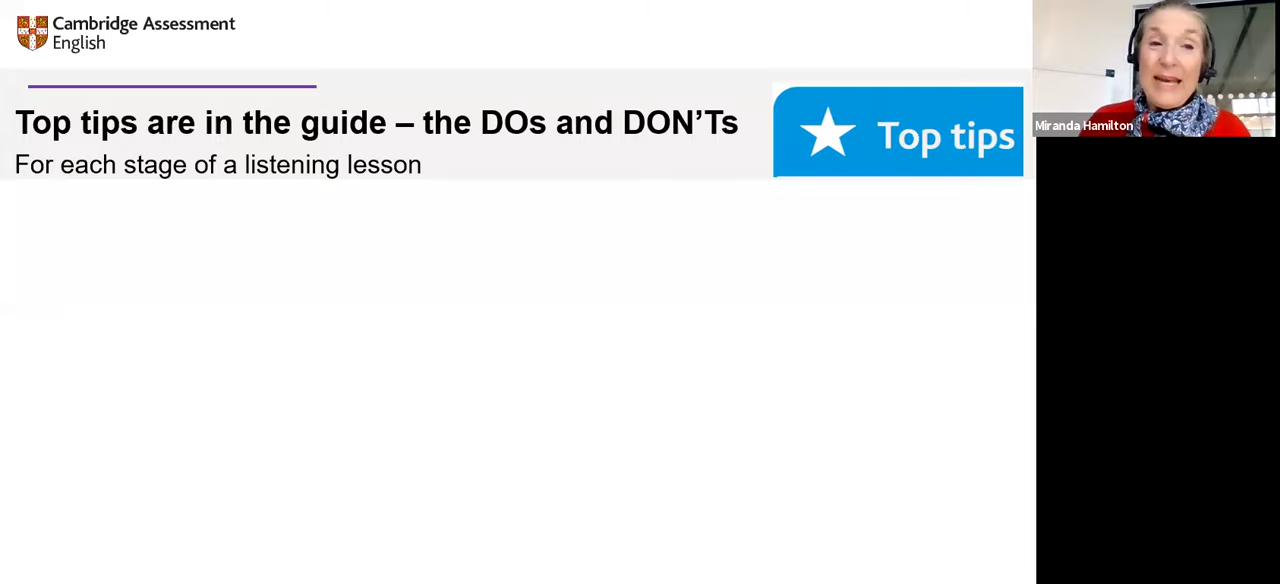 Cambridge Assessment
English
Top tips are in the guide – the DOs and DON'Ts
For each stage of a listening lesson
Top tips
Miranda Hamilton